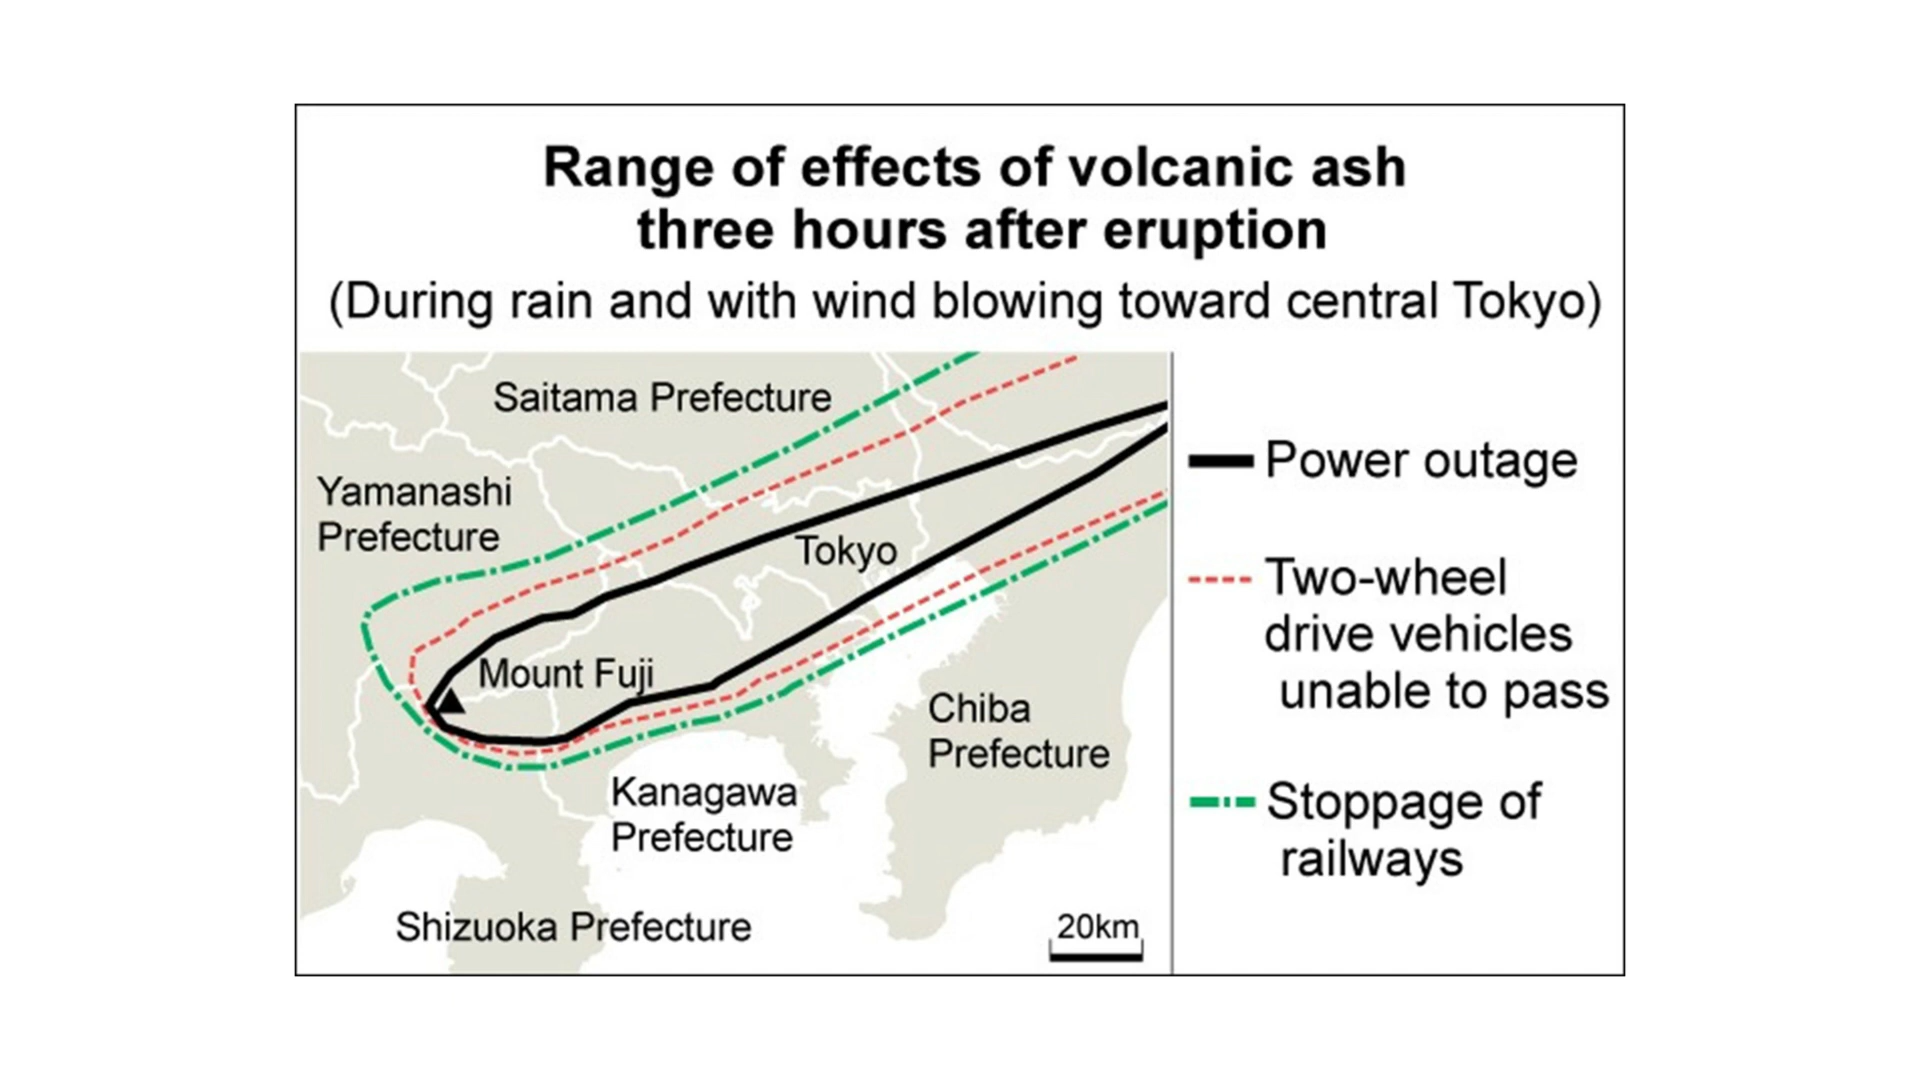 Range of effects of volcanic ash
three hours after eruption
(During rain and with wind blowing toward central Tokyo)
Saitama Prefecture
Yamanashi
Prefecture
Tokyo
Mount Fuji
Chiba
Prefecture
Kanagawa
Prefecture
Shizuoka Prefecture
20km
Power outage
Two-wheel
drive vehicles
unable to pass
Stoppage of
railways